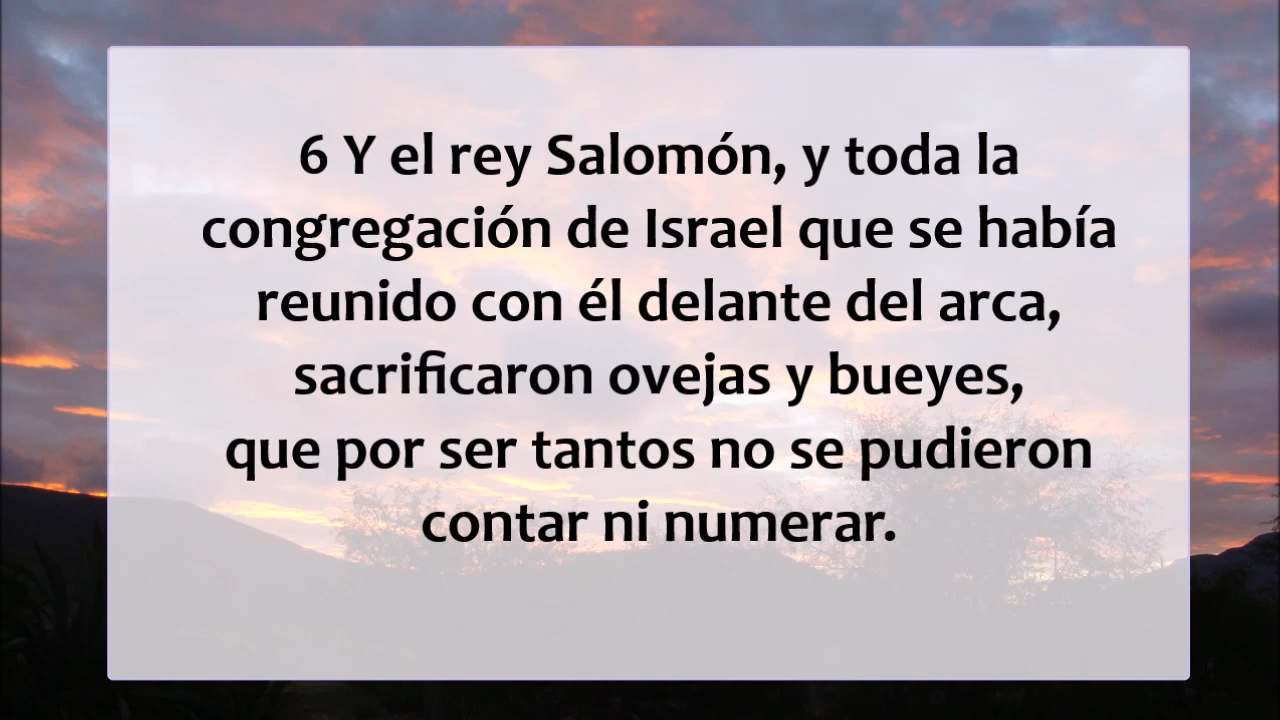 6 Y el rey Salomón, y toda la
congregación de Israel que se había
reunido con él delante del arca,
sacrificaron ovejas y bueyes,
que por ser tantos no se pudieron
contar ni numerar.